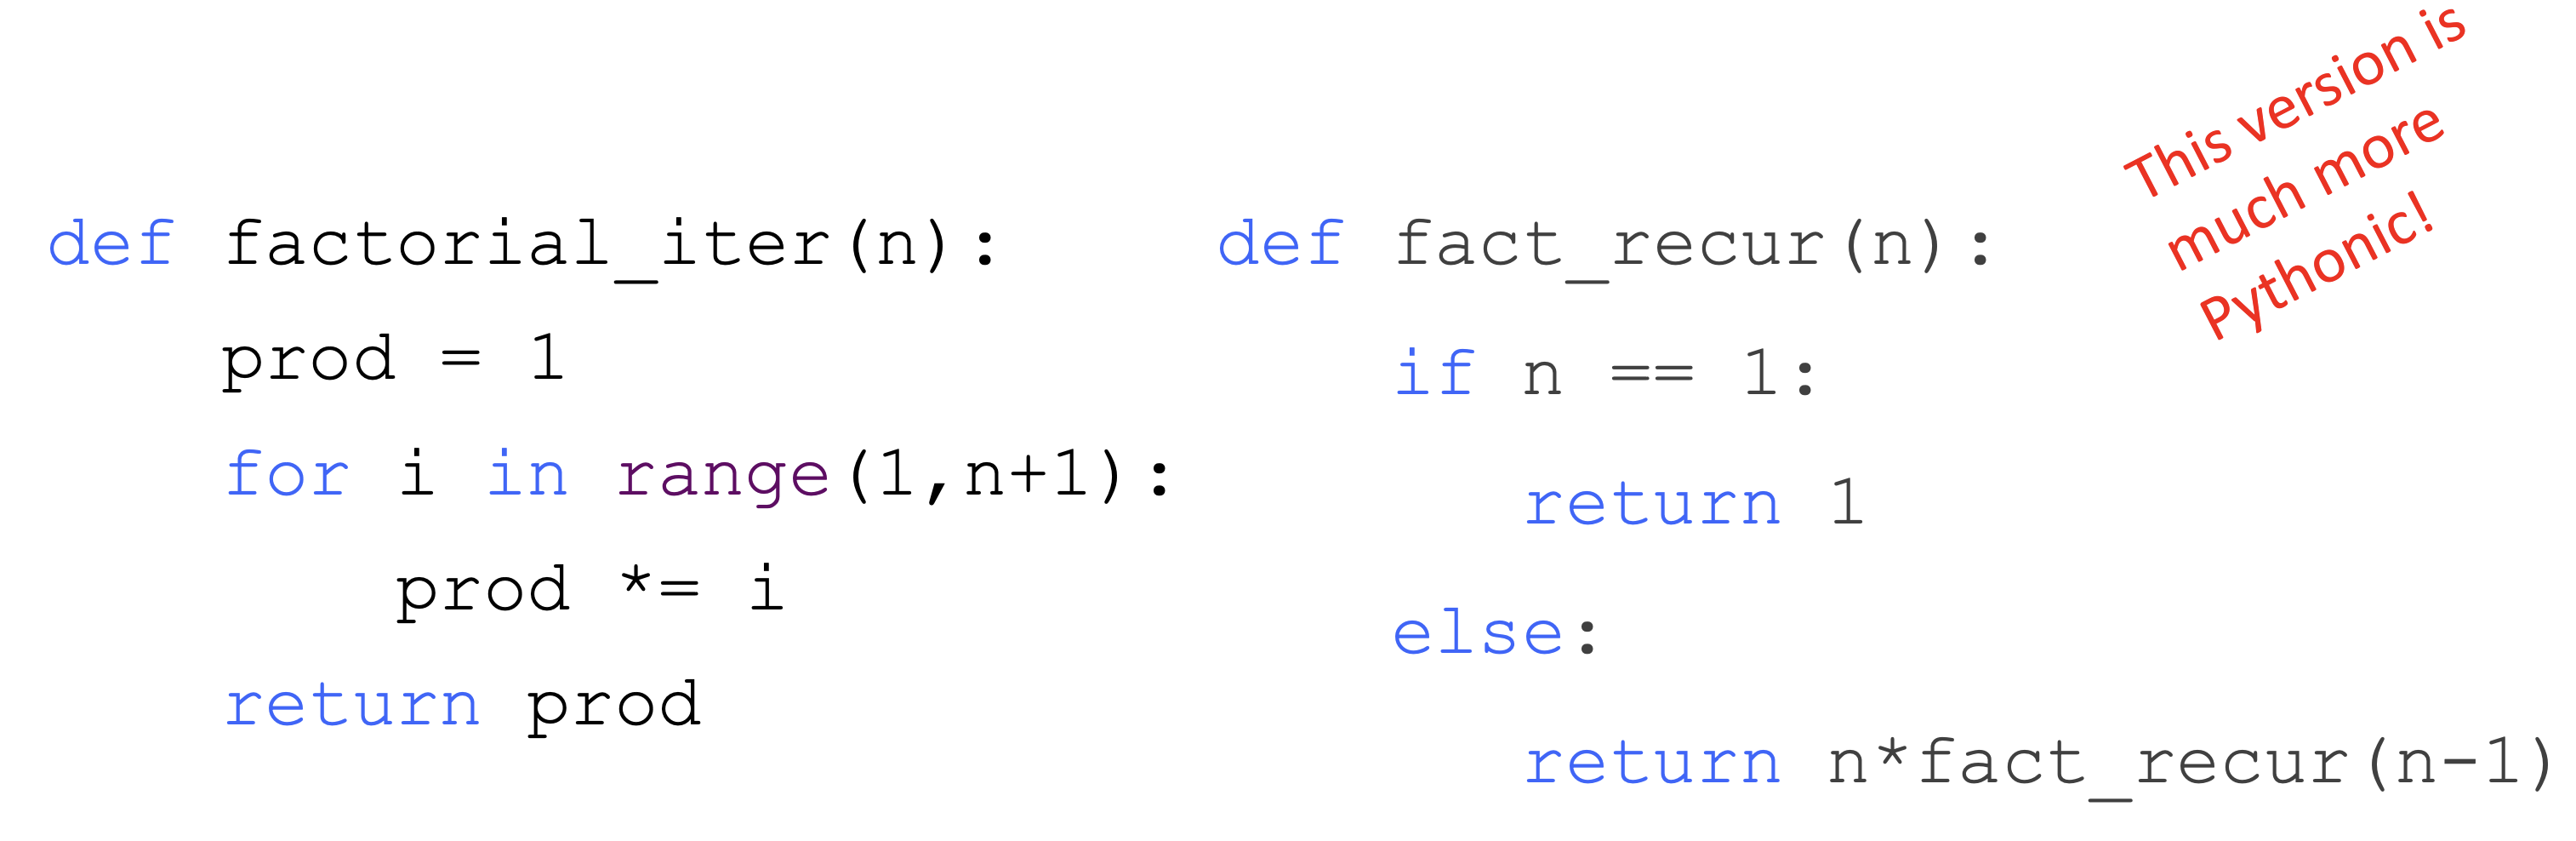 def factorial_iter(n):
    prod = 1
    for i in range(1,n+1):
        prod *= i
    return prod
def fact_recur(n):
    if n == 1:
       return 1
    else:
       return n*fact_recur(n-1)
This version is
much more
Pythonic!